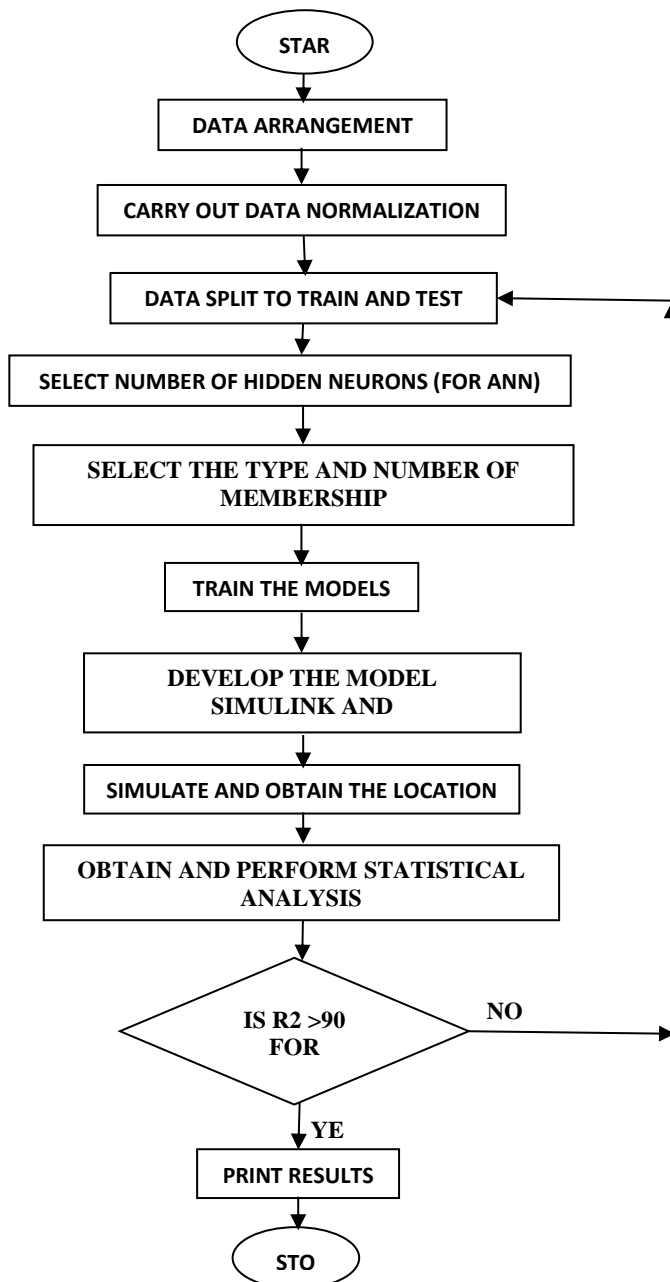 STAR
DATA ARRANGEMENT
CARRY OUT DATA NORMALIZATION
DATA SPLIT TO TRAIN AND TEST
SELECT NUMBER OF HIDDEN NEURONS (FOR ANN)
SELECT THE TYPE AND NUMBER OF
MEMBERSHIP
TRAIN THE MODELS
DEVELOP THE MODEL
SIMULINK AND
SIMULATE AND OBTAIN THE LOCATION
OBTAIN AND PERFORM STATISTICAL
ANALYSIS
IS R2 >90
FOR
NO
YE
PRINT RESULTS
STO